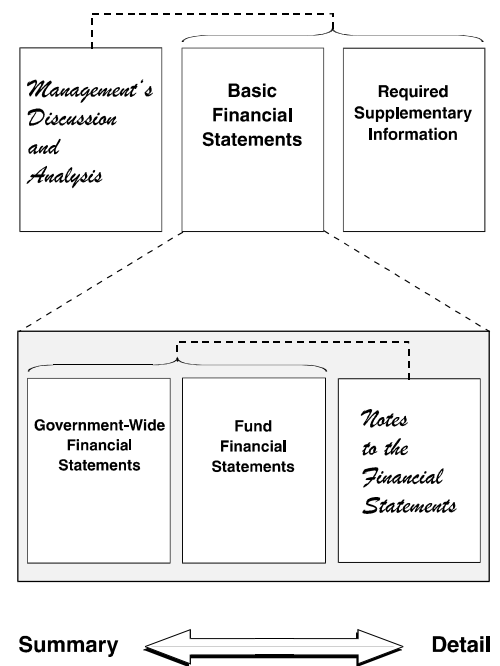 Management's
Discussion
and
Analysis
Basic
Financial
Statements
Required
Supplementary
Information
Government-Wide
Financial
Statements
Fund
Financial
Statements
Notes
to the
Financial
Statements
Summary
Detail